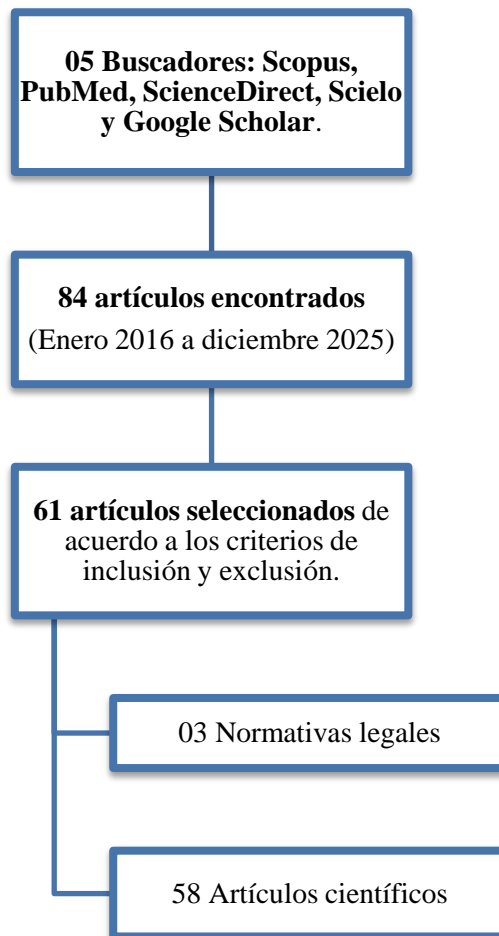 05 Buscadores: Scopus,
PubMed, ScienceDirect, Scielo
y Google Scholar.
84 artículos encontrados
(Enero 2016 a diciembre 2025)
61 artículos seleccionados de
acuerdo a los criterios de
inclusión y exclusión.
03 Normativas legales
58 Artículos científicos